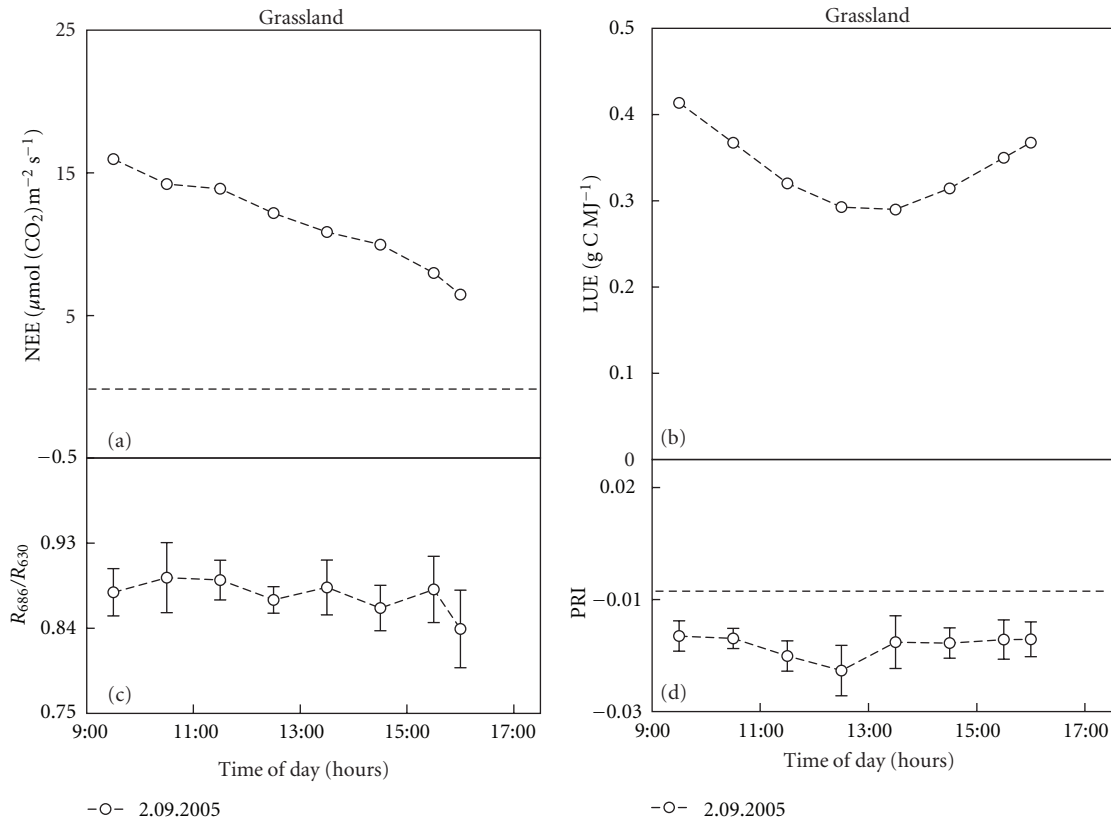 Grassland
25
15
5
−0.5
NEE (μmol (CO₂) m⁻² s⁻¹)
(a)
Grassland
0.5
0.4
0.3
0.2
0.1
0
LUE (g C MJ⁻¹)
(b)
0.93
0.84
0.75
R₆₈₆/R₆₃₀
(c)
9:00 11:00 13:00 15:00 17:00
Time of day (hours)
2.09.2005
0.02
−0.01
−0.03
PRI
(d)
9:00 11:00 13:00 15:00 17:00
Time of day (hours)
2.09.2005